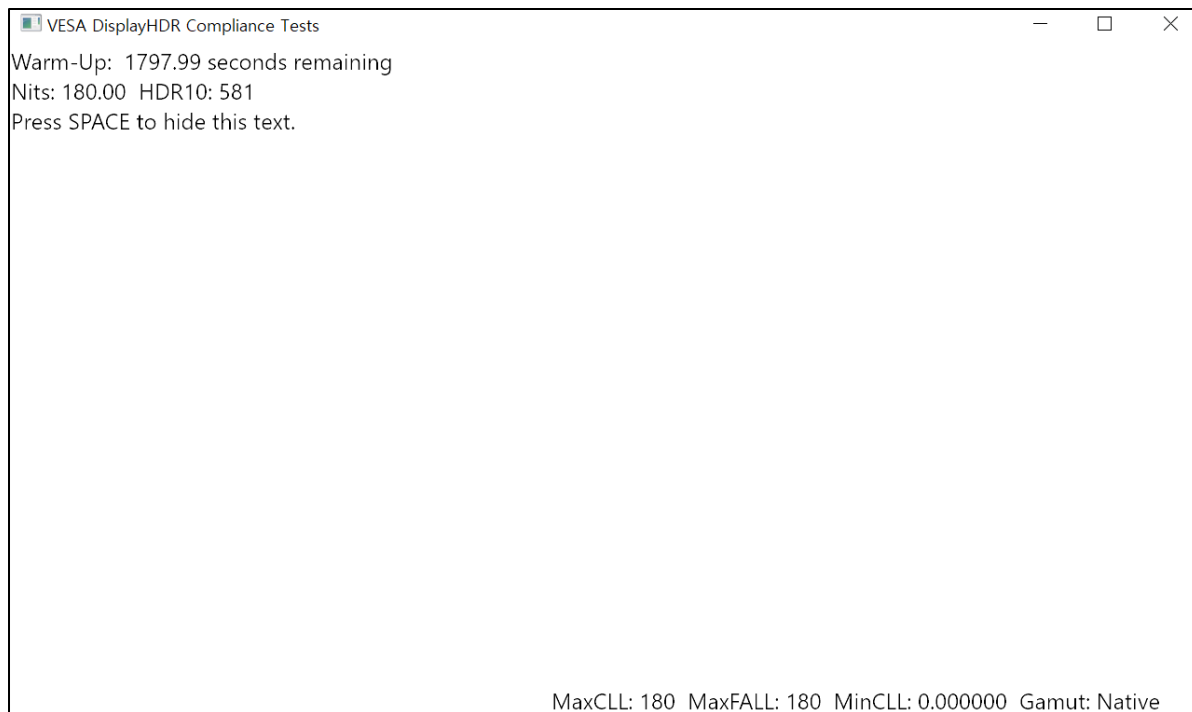 VESA DisplayHDR Compliance Tests
Warm-Up:  1797.99 seconds remaining
Nits: 180.00  HDR10: 581
Press SPACE to hide this text.
MaxCLL: 180  MaxFALL: 180  MinCLL: 0.000000  Gamut: Native